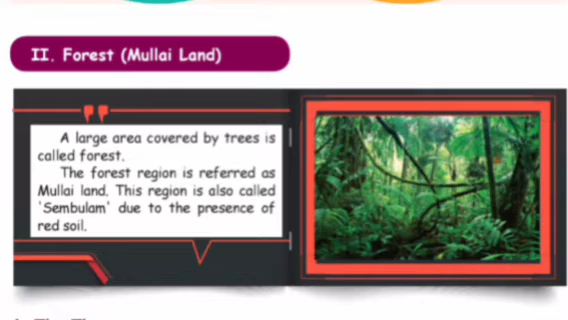 II. Forest (Mullai Land)
A large area covered by trees is
called forest.
The forest region is referred as
Mullai land. This region is also called
'Sembulam' due to the presence of
red soil.